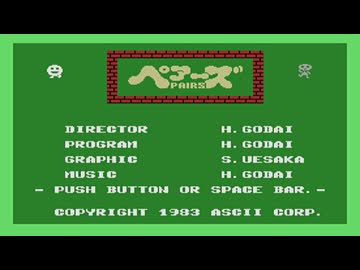 ペアーズ
PAIRS
DIRECTOR H.GODAI
PROGRAM H.GODAI
GRAPHIC S.UESAKA
MUSIC H.GODAI
- PUSH BUTTON OR SPACE BAR.-
COPYRIGHT 1983 ASCII CORP.